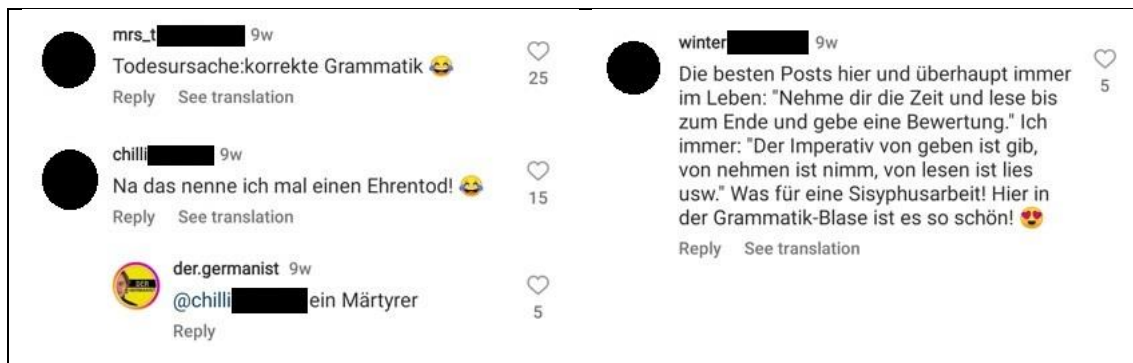 mrs_t 9w
Todesursache:korrekte Grammatik 😂
25
Reply See translation
chilli 9w
Na das nenne ich mal einen Ehrentod! 😂
15
Reply See translation
der.germanist 9w
@chilli ein Märtyrer
5
Reply
winter 9w
Die besten Posts hier und überhaupt immer
im Leben: "Nehme dir die Zeit und lese bis
zum Ende und gebe eine Bewertung." Ich
immer: "Der Imperativ von geben ist gib,
von nehmen ist nimm, von lesen ist lies
usw." Was für eine Sisyphusarbeit! Hier in
der Grammatik-Blase ist es so schön! 😍
5
Reply See translation